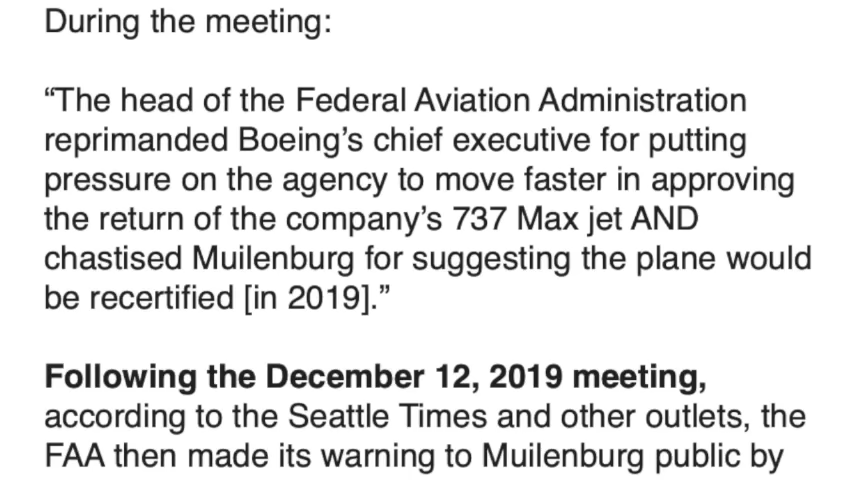 During the meeting:
“The head of the Federal Aviation Administration
reprimanded Boeing’s chief executive for putting
pressure on the agency to move faster in approving
the return of the company’s 737 Max jet AND
chastised Muilenburg for suggesting the plane would
be recertified [in 2019].”
Following the December 12, 2019 meeting,
according to the Seattle Times and other outlets, the
FAA then made its warning to Muilenburg public by